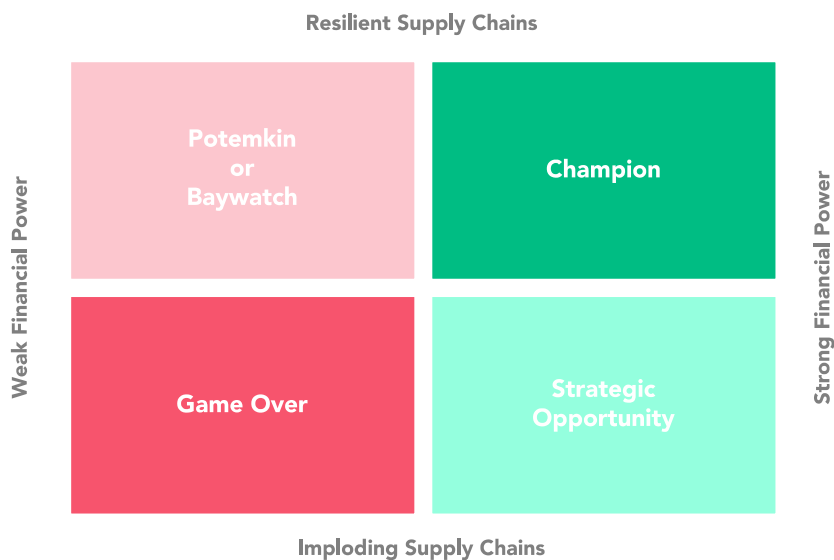 Resilient Supply Chains
Weak Financial Power
Potemkin
or
Baywatch
Champion
Strong Financial Power
Game Over
Strategic
Opportunity
Imploding Supply Chains